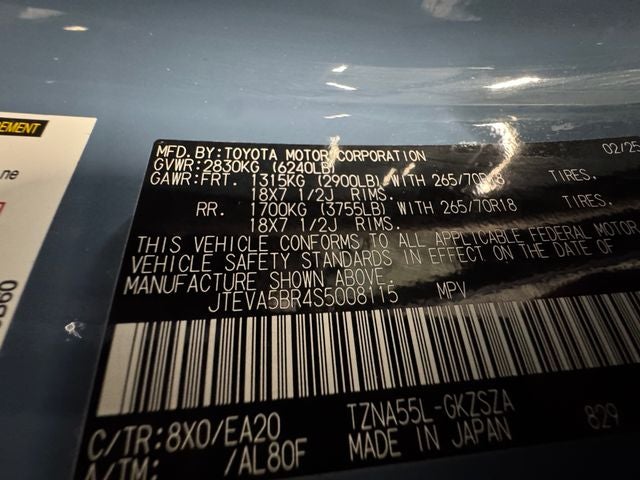 EMENT
ne
MFD. BY:TOYOTA MOTOR CORPORATION 02/25
GVWR:2830KG (6240LB)
GAWR:FRT. 1315KG (2900LB) WITH 265/70R18 TIRES.
18X7 1/2J RIMS.
RR. 1700KG (3755LB) WITH 265/70R18 TIRES.
18X7 1/2J RIMS.
THIS VEHICLE CONFORMS TO ALL APPLICABLE FEDERAL MOTOR
VEHICLE SAFETY STANDARDS IN EFFECT ON THE DATE OF
MANUFACTURE SHOWN ABOVE.
JTEVA5BR4S5008115 MPV
C/TR:8X0/EA20 TZNA55L-GKZSZA 829
A/TM: /AL80F MADE IN JAPAN